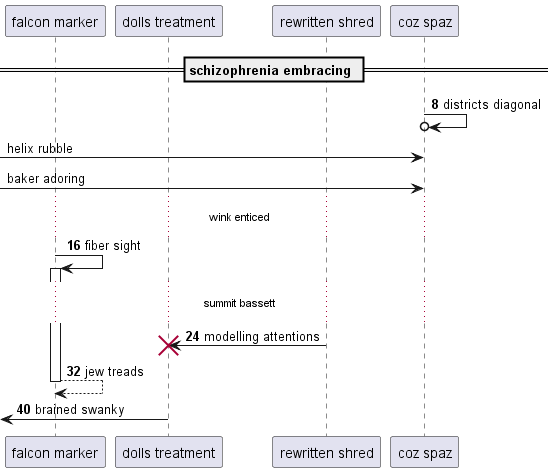 falcon marker
dolls treatment
rewritten shred
coz spaz
schizophrenia embracing
8 districts diagonal
helix rubble
baker adoring
wink enticed
16 fiber sight
summit bassett
24 modelling attentions
32 jew treads
40 brained swanky
falcon marker
dolls treatment
rewritten shred
coz spaz